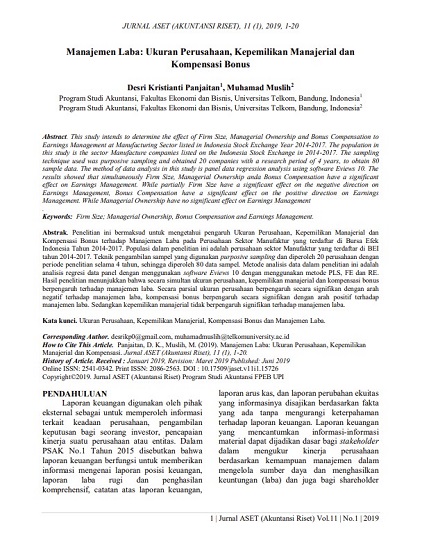 JURNAL ASET (AKUNTANSI RISET), 11 (1), 2019, 1-20
Manajemen Laba: Ukuran Perusahaan, Kepemilikan Manajerial dan
Kompensasi Bonus
Desri Kristianti Panjaitan1, Muhamad Muslih2
Program Studi Akuntansi, Fakultas Ekonomi dan Bisnis, Universitas Telkom, Bandung, Indonesia1
Program Studi Akuntansi, Fakultas Ekonomi dan Bisnis, Universitas Telkom, Bandung, Indonesia2
Abstract. This study intends to determine the effect of Firm Size, Managerial Ownership and Bonus Compensation to
Earnings Management at Manufacturing Sector listed in Indonesia Stock Exchange Year 2014-2017. The population in
this study is the sector Manufacture companies listed on the Indonesia Stock Exchange in 2014-2017. The sampling
technique used was purposive sampling and obtained 20 companies with a research period of 4 years, to obtain 80
sample data. The method of data analysis in this study is panel data regression analysis using software Eviews 10. The
results showed that simultaneously Firm Size, Managerial Ownership anda Bonus Compensation have a significant
effect on Earnings Management. While partially Firm Size have a significant effect on the negative direction on
Earnings Management, Bonus Compensation have a significant effect on the positive direction on Earnings
Management. While Managerial Ownership have no significant effect on Earnings Management
Keywords: Firm Size; Managerial Ownership, Bonus Compensation and Earnings Management.
Abstrak. Penelitian ini bermaksud untuk mengetahui pengaruh Ukuran Perusahaan, Kepemilikan Manajerial dan
Kompensasi Bonus terhadap Manajemen Laba pada Perusahaan Sektor Manufaktur yang terdaftar di Bursa Efek
Indonesia Tahun 2014-2017. Populasi dalam penelitian ini adalah perusahaan sektor Manufaktur yang terdaftar di BEI
tahun 2014-2017. Teknik pengambilan sampel yang digunakan purposive sampling dan diperoleh 20 perusahaan dengan
periode penelitian selama 4 tahun, sehingga diperoleh 80 data sampel. Metode analisis data dalam penelitian ini adalah
analisis regresi data panel dengan menggunakan software Eviews 10 dengan menggunakan metode PLS, FE dan RE.
Hasil penelitian menunjukkan bahwa secara simultan ukuran perusahaan, kepemilikan manajerial dan kompensasi bonus
berpengaruh terhadap manajemen laba. Secara parsial ukuran perusahaan berpengaruh secara signifikan dengan arah
negatif terhadap manajemen laba, kompensasi bonus berpengaruh secara signifikan dengan arah positif terhadap
manajemen laba. Sedangkan kepemilikan manajerial tidak berpengaruh signifikan terhadap manajemen laba.
Kata kunci. Ukuran Perusahaan, Kepemilikan Manajerial, Kompensasi Bonus dan Manajemen Laba.
Corresponding Author. desrikp0@gmail.com, muhamadmuslih@telkomuniversity.ac.id
How to Cite This Article. Panjaitan, D. K., Muslih, M. (2019). Manajemen Laba: Ukuran Perusahaan, Kepemilikan
Manajerial dan Kompensasi. Jurnal ASET (Akuntansi Riset), 11 (1), 1-20.
History of Article. Received : Januari 2019, Revision: Maret 2019 Published: Juni 2019
Online ISSN: 2541-0342. Print ISSN: 2086-2563. DOI : 10.17509/jaset.v11i1.15726
Copyright©2019. Jurnal ASET (Akuntansi Riset) Program Studi Akuntansi FPEB UPI
PENDAHULUAN
Laporan keuangan digunakan oleh pihak
eksternal sebagai untuk memperoleh informasi
terkait keadaan perusahaan, pengambilan
keputusan bagi seorang investor, pencapaian
kinerja suatu perusahaan atau entitas. Dalam
PSAK No.1 Tahun 2015 disebutkan bahwa
laporan keuangan berfungsi untuk memberikan
informasi mengenai laporan posisi keuangan,
laporan laba rugi dan penghasilan
komprehensif, catatan atas laporan keuangan,
laporan arus kas, dan laporan perubahan ekuitas
yang informasinya disajikan berdasarkan fakta
yang ada tanpa mengurangi keterpahaman
terhadap laporan keuangan. Laporan keuangan
yang mencantumkan informasi-informasi
material dapat dijadikan dasar bagi stakeholder
dalam mengukur kinerja perusahaan
berdasarkan kemampuan manajemen dalam
mengelola sumber daya dan menghasilkan
keuntungan (laba) dan juga bagi shareholder
1 | Jurnal ASET (Akuntansi Riset) Vol.11 | No.1 | 2019